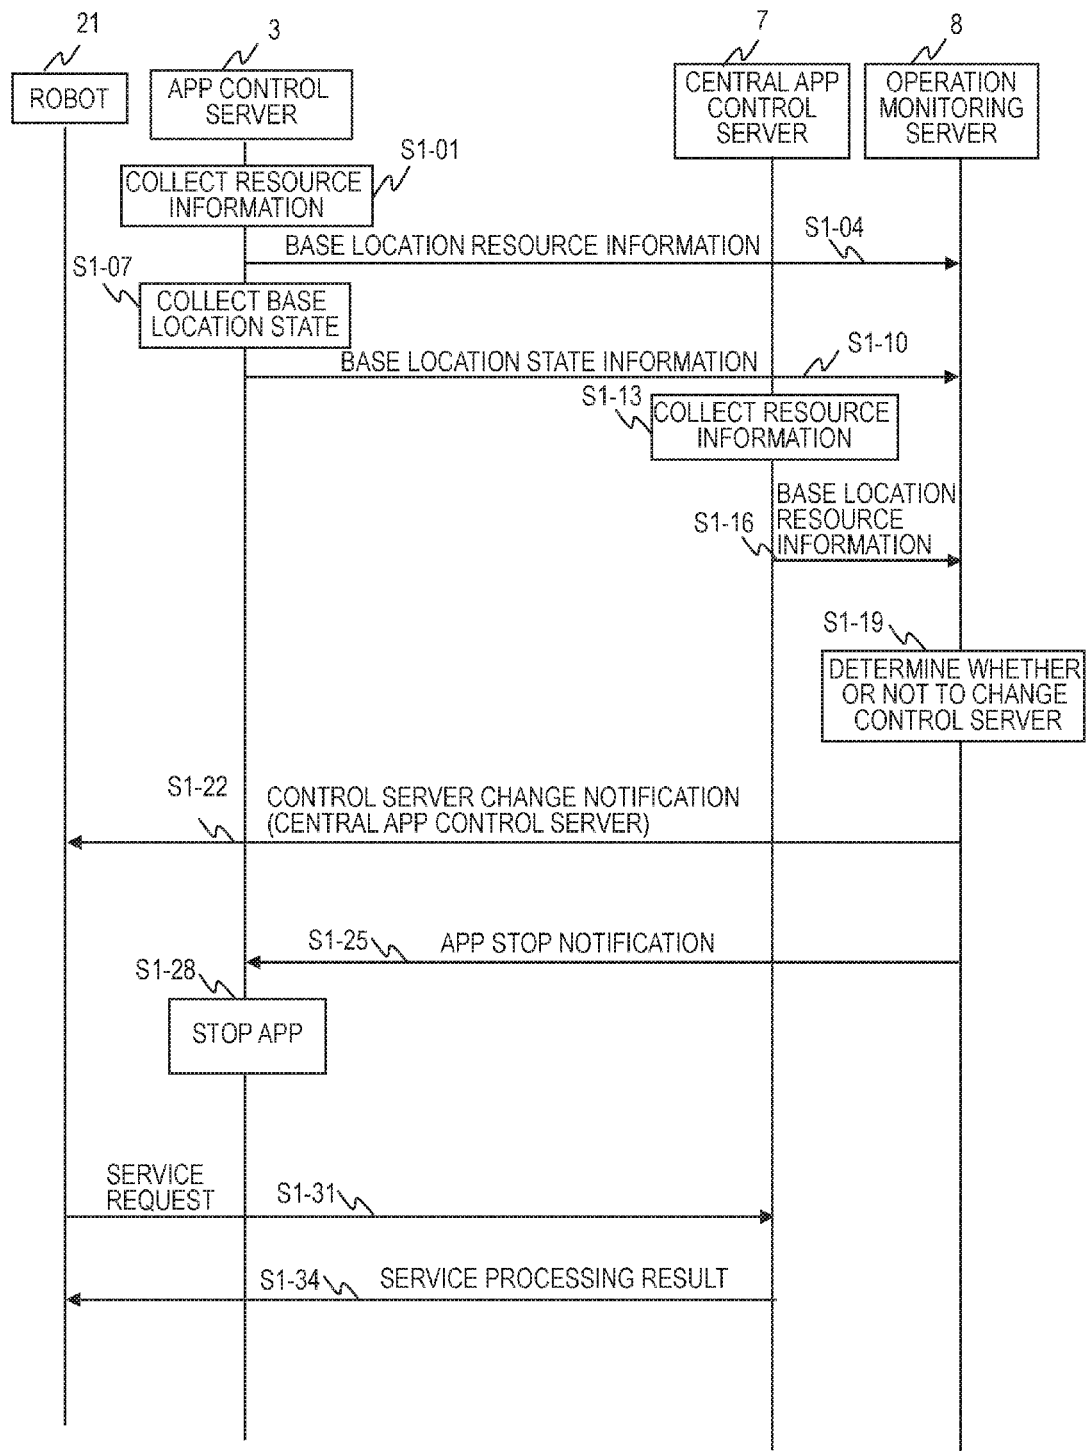 21
3
7
8
ROBOT
APP CONTROL
SERVER
CENTRAL APP
CONTROL
SERVER
OPERATION
MONITORING
SERVER
S1-01
COLLECT RESOURCE
INFORMATION
BASE LOCATION RESOURCE INFORMATION
S1-04
S1-07
COLLECT BASE
LOCATION STATE
BASE LOCATION STATE INFORMATION
S1-10
S1-13
COLLECT RESOURCE
INFORMATION
BASE LOCATION
RESOURCE
INFORMATION
S1-16
S1-19
DETERMINE WHETHER
OR NOT TO CHANGE
CONTROL SERVER
S1-22
CONTROL SERVER CHANGE NOTIFICATION
(CENTRAL APP CONTROL SERVER)
S1-25
APP STOP NOTIFICATION
S1-28
STOP APP
SERVICE
REQUEST
S1-31
S1-34
SERVICE PROCESSING RESULT